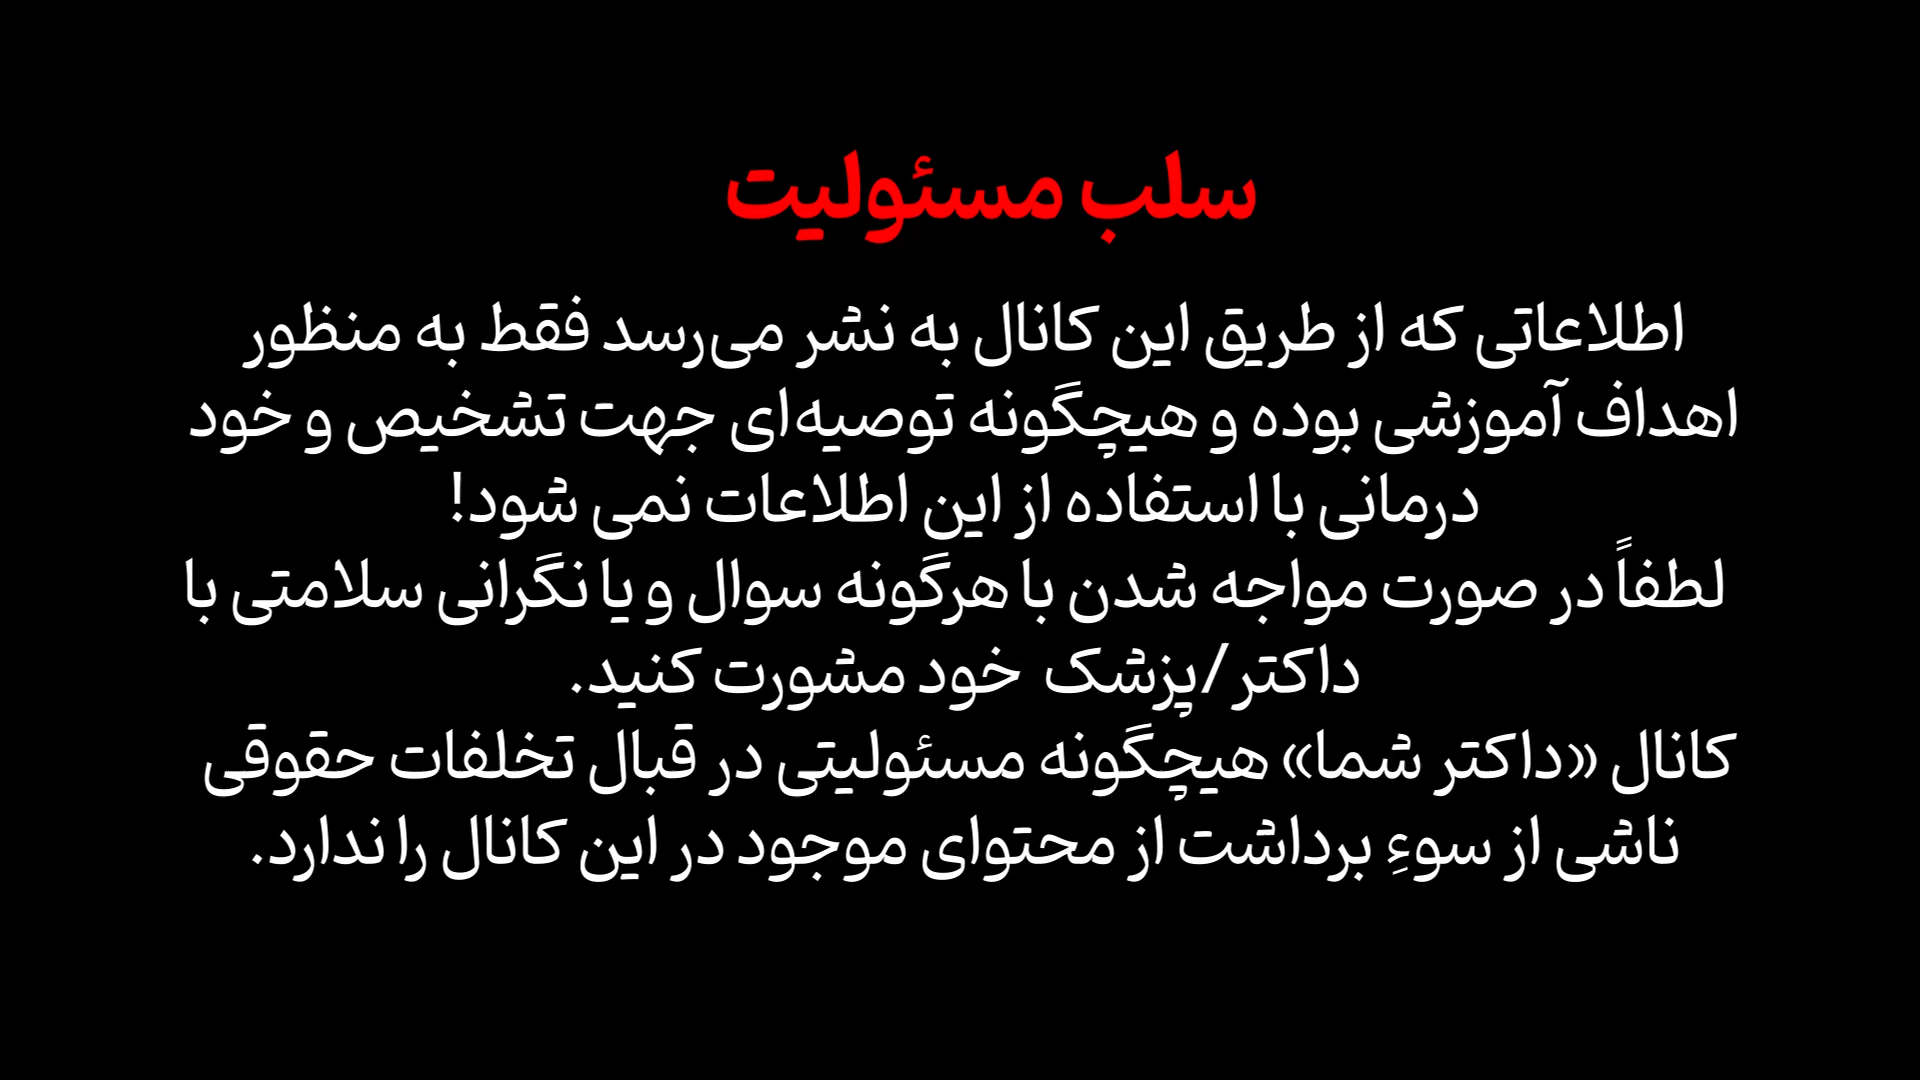 سلب مسئولیت
اطلاعاتی که از طریق این کانال به نشر می‌رسد فقط به منظور
اهداف آموزشی بوده و هیچگونه توصیه‌ای جهت تشخیص و خود
درمانی با استفاده از این اطلاعات نمی شود!
لطفاً در صورت مواجه شدن با هرگونه سوال و یا نگرانی سلامتی با
داکتر/پزشک خود مشورت کنید.
کانال «داکتر شما» هیچگونه مسئولیتی در قبال تخلفات حقوقی
ناشی از سوءِ برداشت از محتوای موجود در این کانال را ندارد.